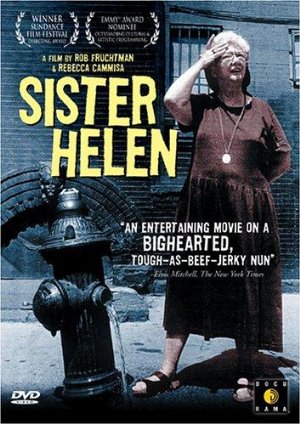 WINNER
SUNDANCE
FILM FESTIVAL
DIRECTING AWARD
EMMY® AWARD
NOMINEE
OUTSTANDING CULTURAL &
ARTISTIC PROGRAMMING
A FILM BY ROB FRUCHTMAN
& REBECCA CAMMISA
SISTER
HELEN
"AN ENTERTAINING MOVIE ON A
BIGHEARTED,
TOUGH-AS-BEEF-JERKY NUN"
Elvis Mitchell, The New York Times
DVD
VIDEO
DOCU
RAMA